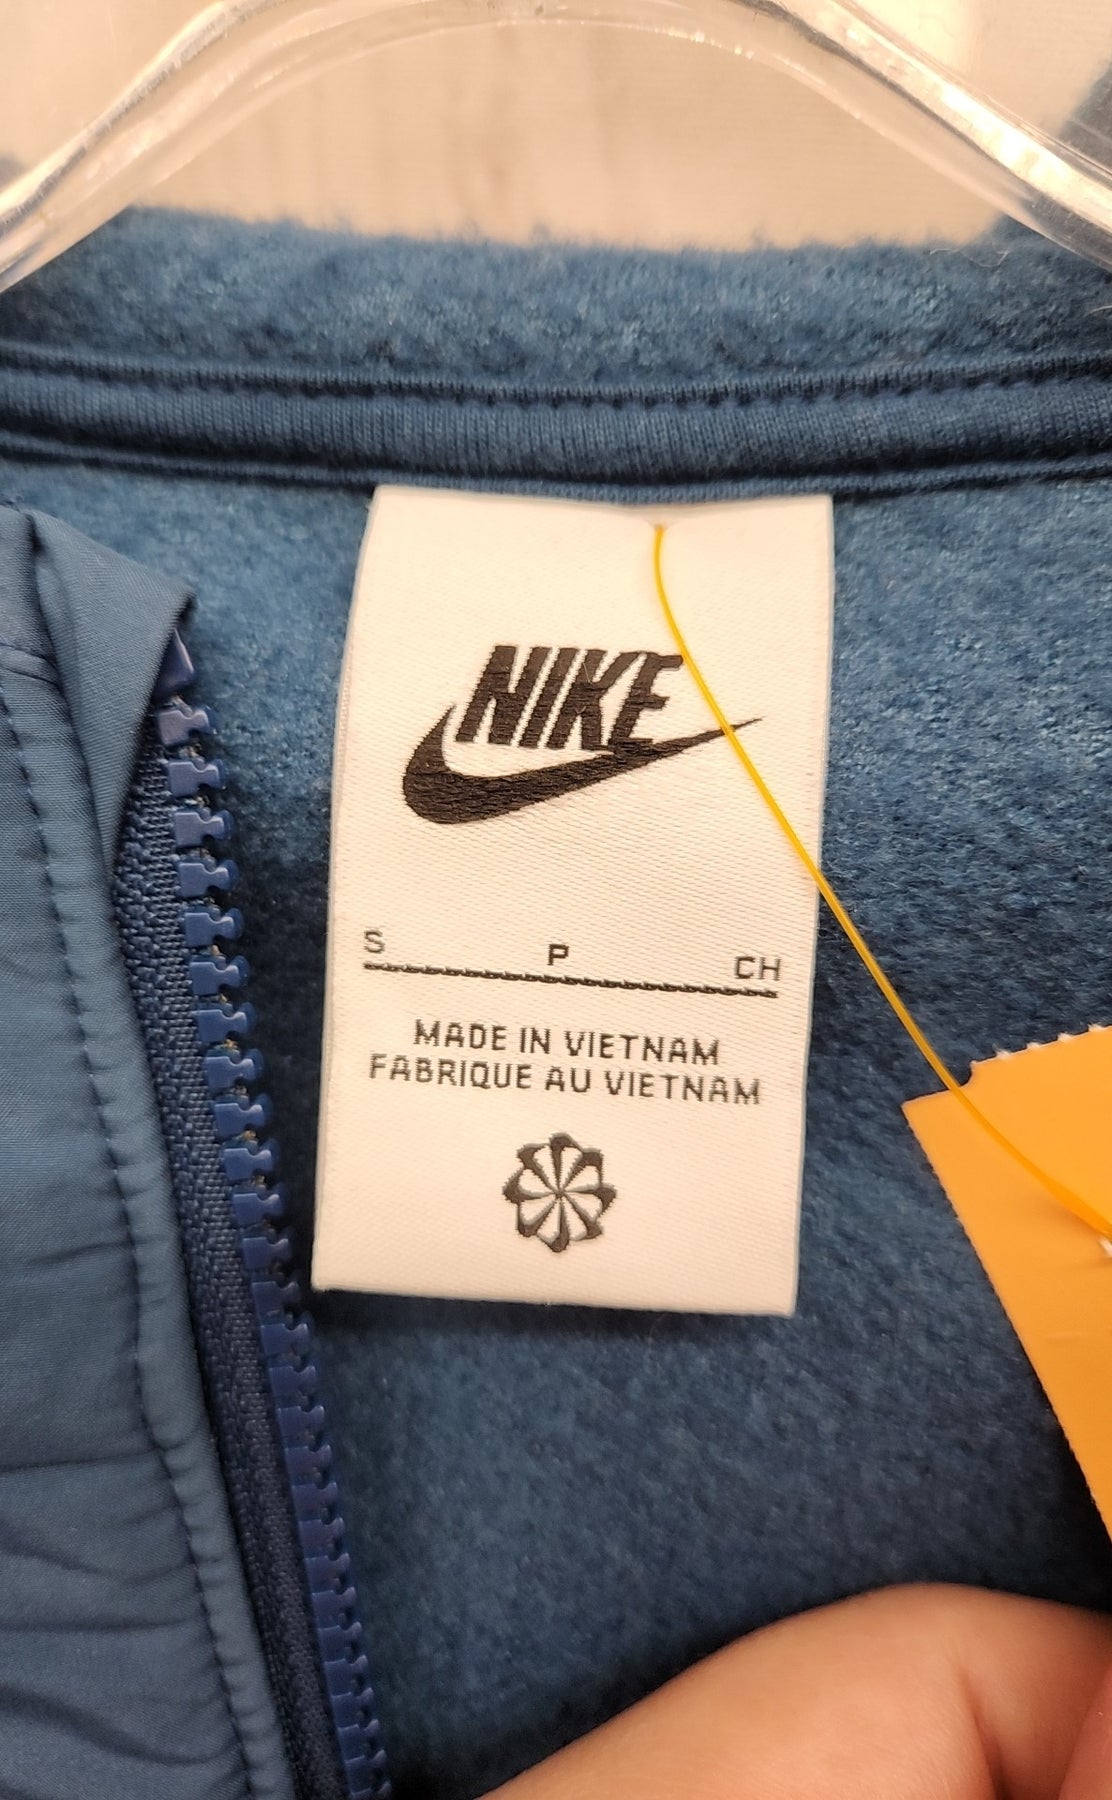 NIKE
S P CH
MADE IN VIETNAM
FABRIQUE AU VIETNAM